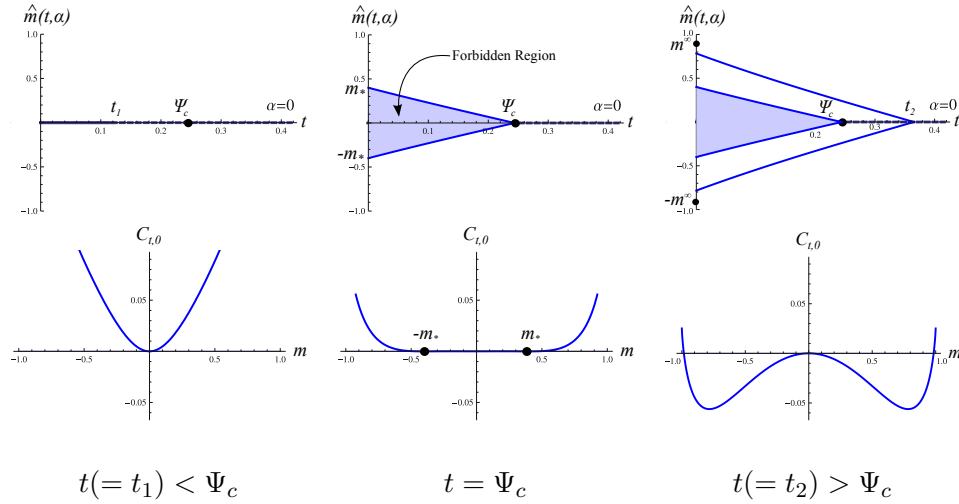 m̂(t,α)
1.0
0.5
t₁
Ψc
α=0
0.1
0.2
0.3
0.4
t
-0.5
-1.0
m̂(t,α)
1.0
0.5
Forbidden Region
m*
Ψc
α=0
0.1
0.2
0.3
0.4
t
-m*
-0.5
-1.0
m̂(t,α)
m^∞
0.5
Ψc
t₂
α=0
0.2
0.3
0.4
t
-0.5
-m^∞
-1.0
C_{t,0}
0.05
-1.0
-0.5
0.5
1.0
m
-0.05
C_{t,0}
0.05
-m*
m*
-1.0
-0.5
0.5
1.0
m
-0.05
C_{t,0}
0.05
-1.0
-0.5
0.5
1.0
m
-0.05
t(= t₁) < Ψc
t = Ψc
t(= t₂) > Ψc